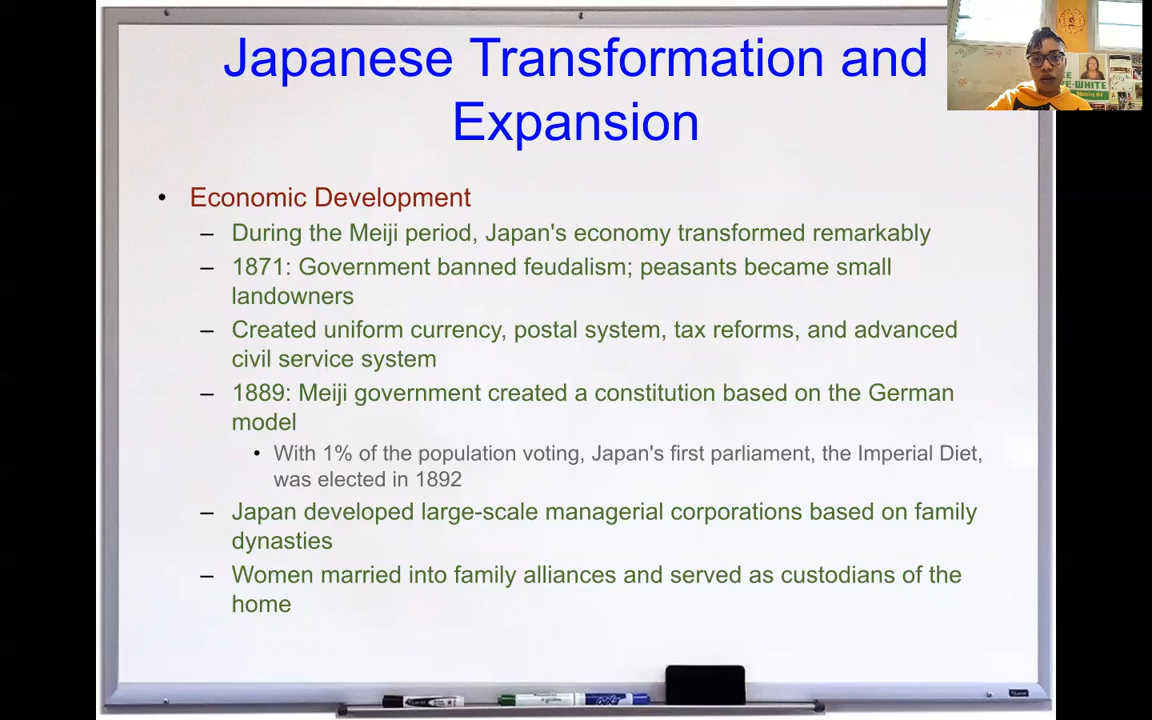 Japanese Transformation and
Expansion
• Economic Development
– During the Meiji period, Japan's economy transformed remarkably
– 1871: Government banned feudalism; peasants became small
landowners
– Created uniform currency, postal system, tax reforms, and advanced
civil service system
– 1889: Meiji government created a constitution based on the German
model
• With 1% of the population voting, Japan's first parliament, the Imperial Diet,
was elected in 1892
– Japan developed large-scale managerial corporations based on family
dynasties
– Women married into family alliances and served as custodians of the
home
E-WHITE